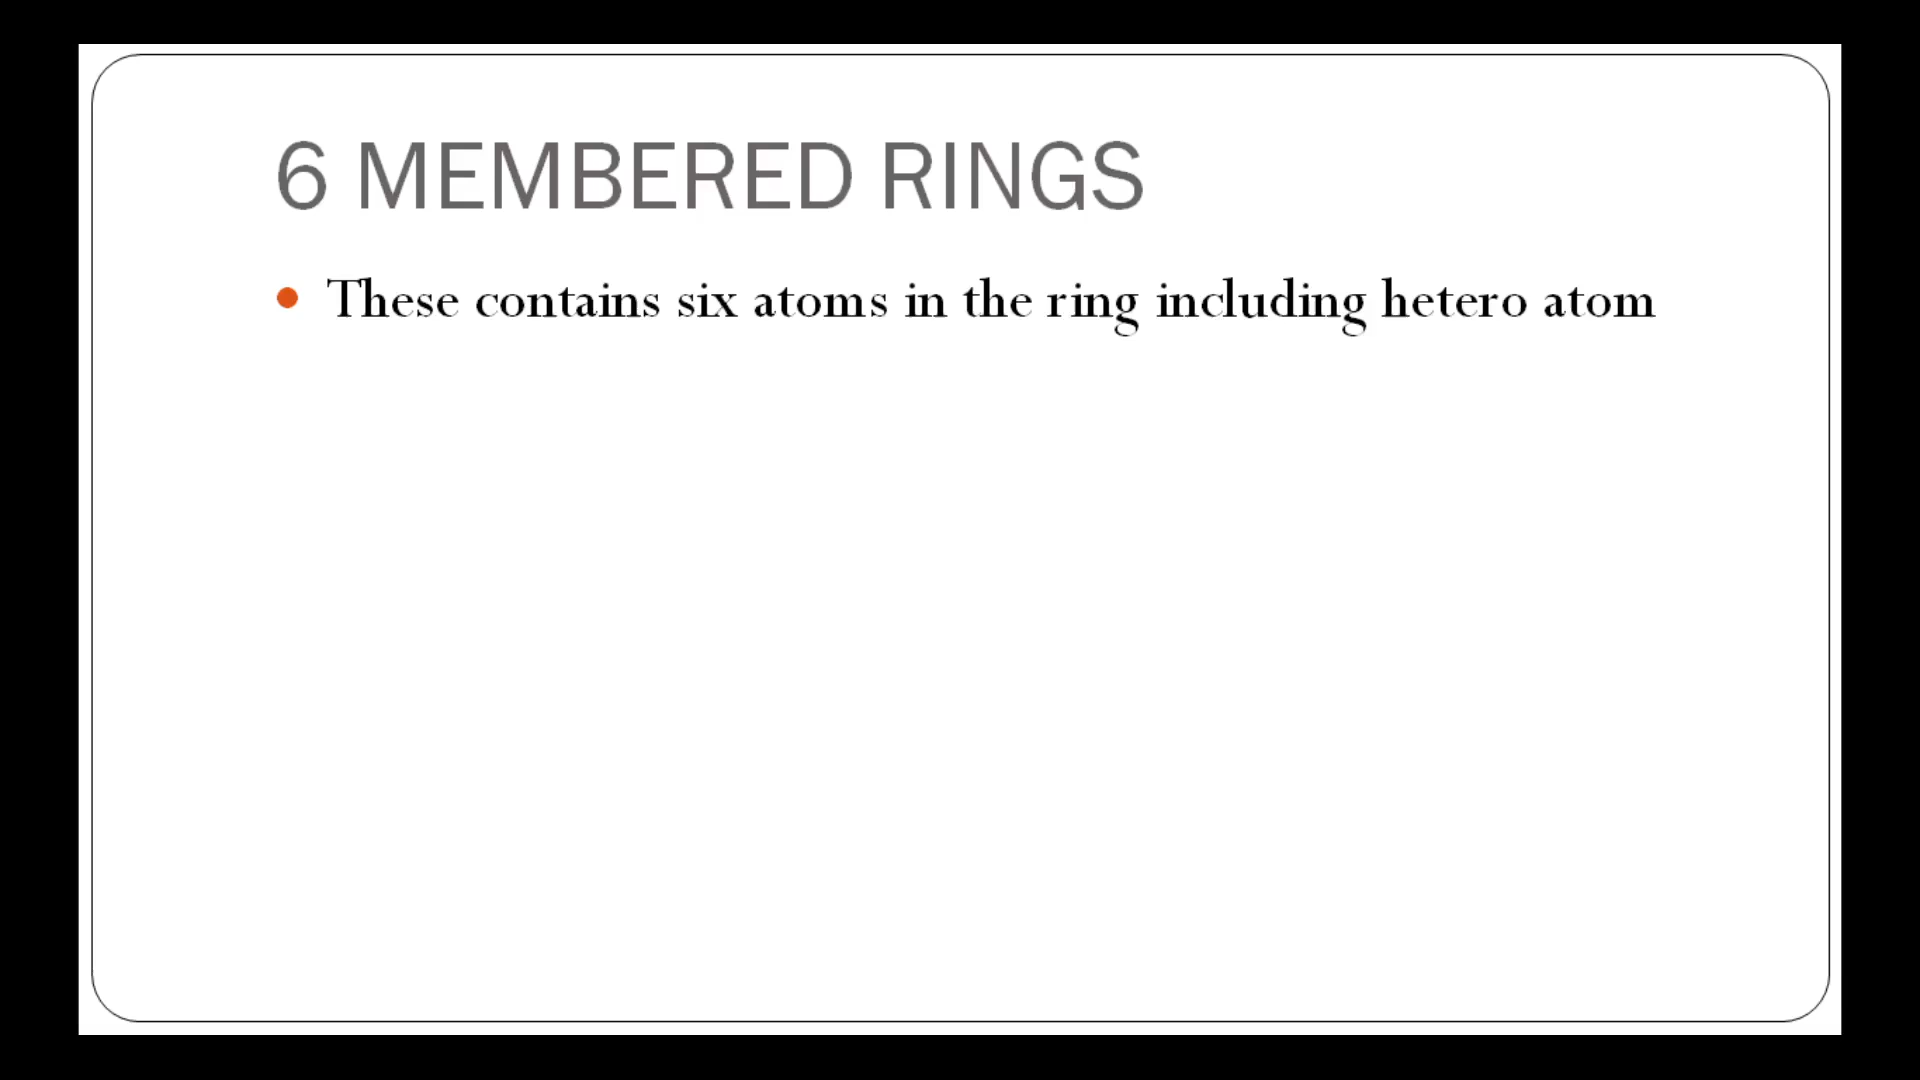 6 MEMBERED RINGS
These contains six atoms in the ring including hetero atom